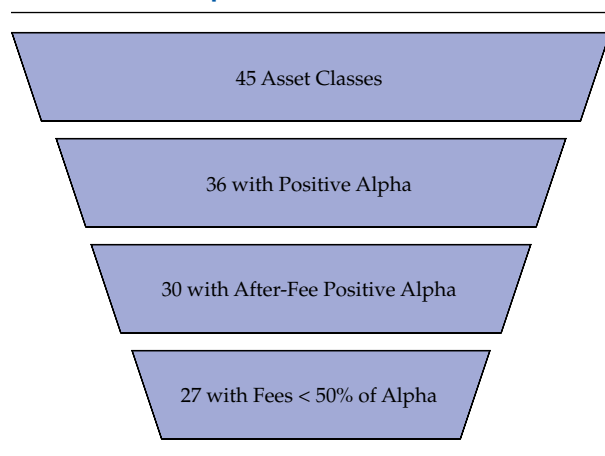 45 Asset Classes
36 with Positive Alpha
30 with After-Fee Positive Alpha
27 with Fees < 50% of Alpha